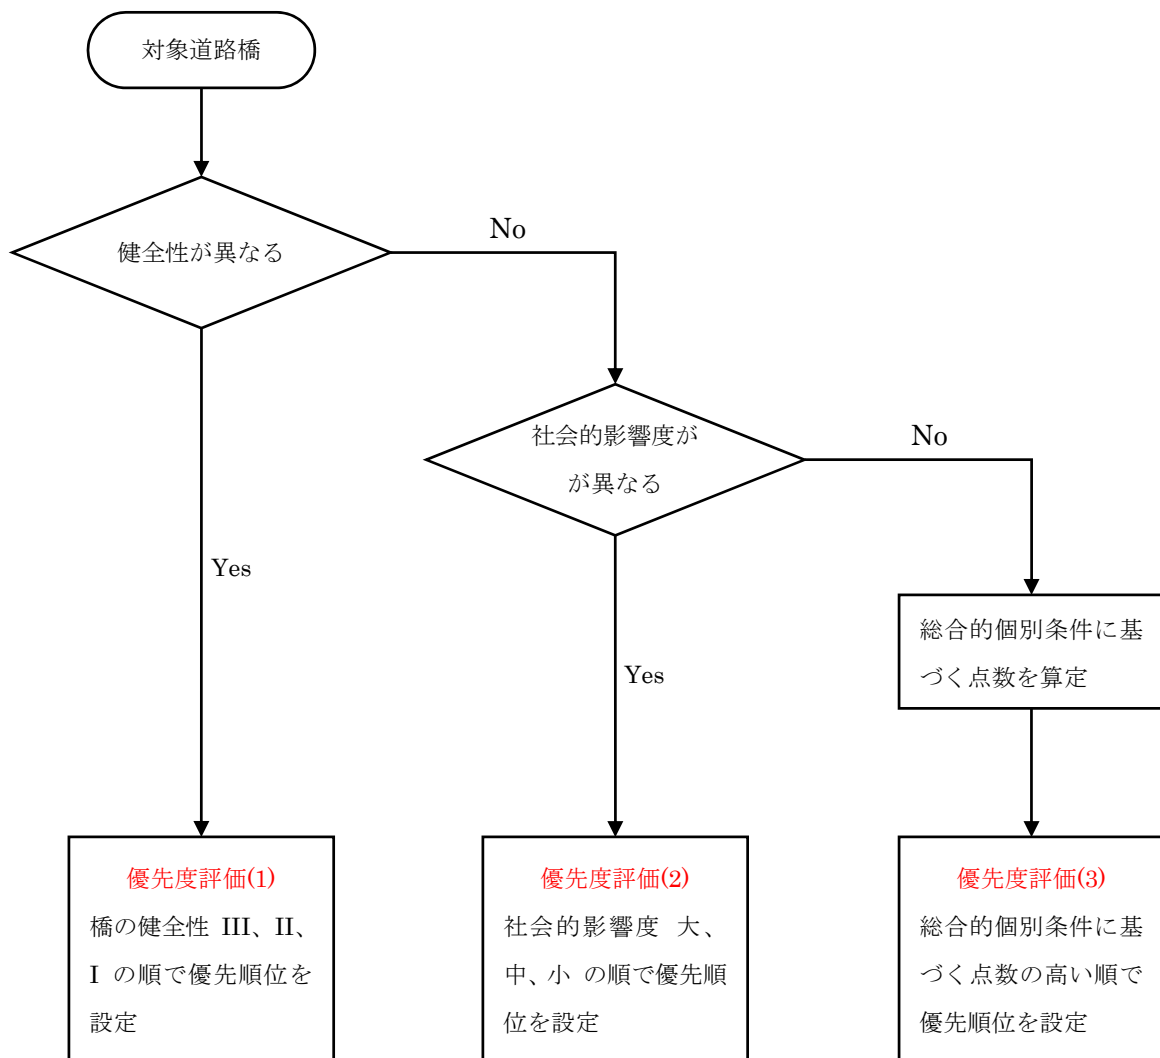 対象道路橋
健全性が異なる
No
社会的影響度が
が異なる
No
Yes
Yes
総合的個別条件に基
づく点数を算定
優先度評価(1)
橋の健全性 III、II、
I の順で優先順位を
設定
優先度評価(2)
社会的影響度 大、
中、小 の順で優先順
位を設定
優先度評価(3)
総合的個別条件に基
づく点数の高い順で
優先順位を設定